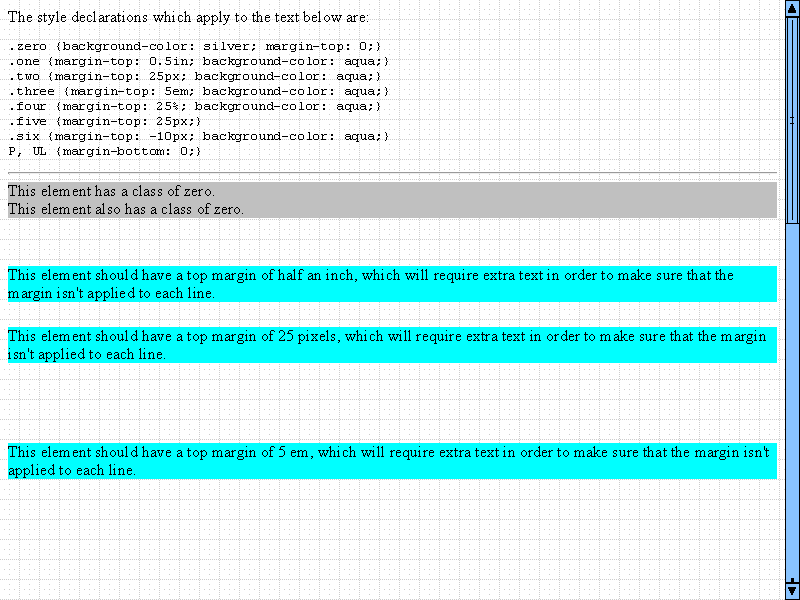 The style declarations which apply to the text below are:
.zero {background-color: silver; margin-top: 0;}
.one {margin-top: 0.5in; background-color: aqua;}
.two {margin-top: 25px; background-color: aqua;}
.three {margin-top: 5em; background-color: aqua;}
.four {margin-top: 25%; background-color: aqua;}
.five {margin-top: 25px;}
.six {margin-top: -10px; background-color: aqua;}
P, UL {margin-bottom: 0;}
This element has a class of zero.
This element also has a class of zero.
This element should have a top margin of half an inch, which will require extra text in order to make sure that the
margin isn't applied to each line.
This element should have a top margin of 25 pixels, which will require extra text in order to make sure that the margin
isn't applied to each line.
This element should have a top margin of 5 em, which will require extra text in order to make sure that the margin isn't
applied to each line.